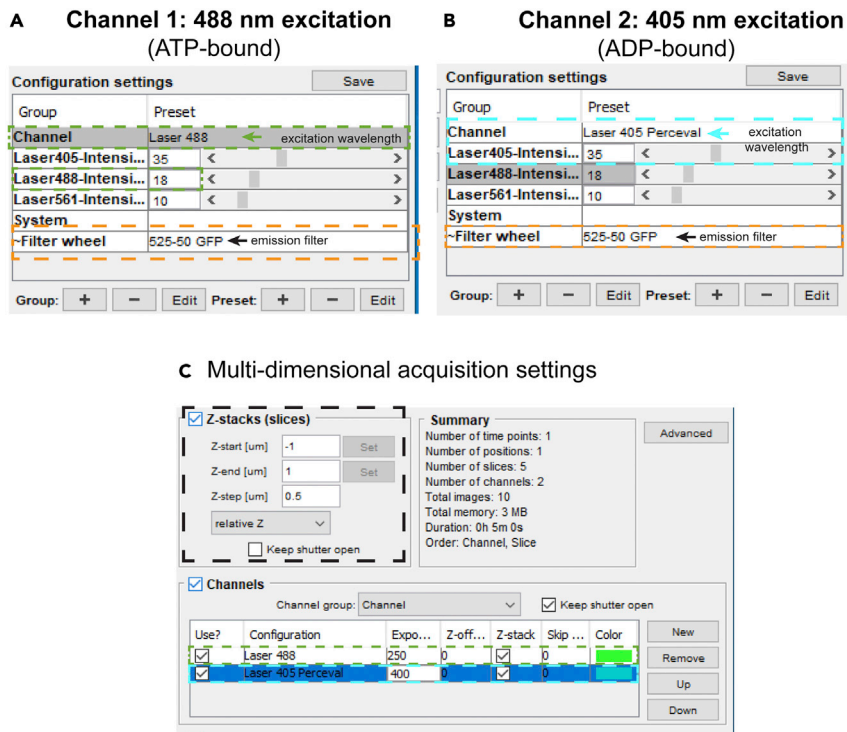 A Channel 1: 488 nm excitation
(ATP-bound)
Configuration settings Save
Group Preset
Channel Laser 488 excitation wavelength
Laser405-Intensi... 35 < >
Laser488-Intensi... 18 < >
Laser561-Intensi... 10 < >
System
~Filter wheel 525-50 GFP emission filter
Group: + − Edit Preset: + − Edit
B Channel 2: 405 nm excitation
(ADP-bound)
Configuration settings Save
Group Preset
Channel Laser 405 Perceval excitation
wavelength
Laser405-Intensi... 35 < >
Laser488-Intensi... 18 < >
Laser561-Intensi... 10 < >
System
~Filter wheel 525-50 GFP emission filter
Group: + − Edit Preset: + − Edit
C Multi-dimensional acquisition settings
Z-stacks (slices)
Z-start [um] -1 Set
Z-end [um] 1 Set
Z-step [um] 0.5
relative Z
Keep shutter open
Summary
Number of time points: 1
Number of positions: 1
Number of slices: 5
Number of channels: 2
Total images: 10
Total memory: 3 MB
Duration: 0h 5m 0s
Order: Channel, Slice
Advanced
Channels
Channel group: Channel Keep shutter open
Use? Configuration Expo... Z-off... Z-stack Skip ... Color
Laser 488 250 0 0
Laser 405 Perceval 400 0 0
New
Remove
Up
Down